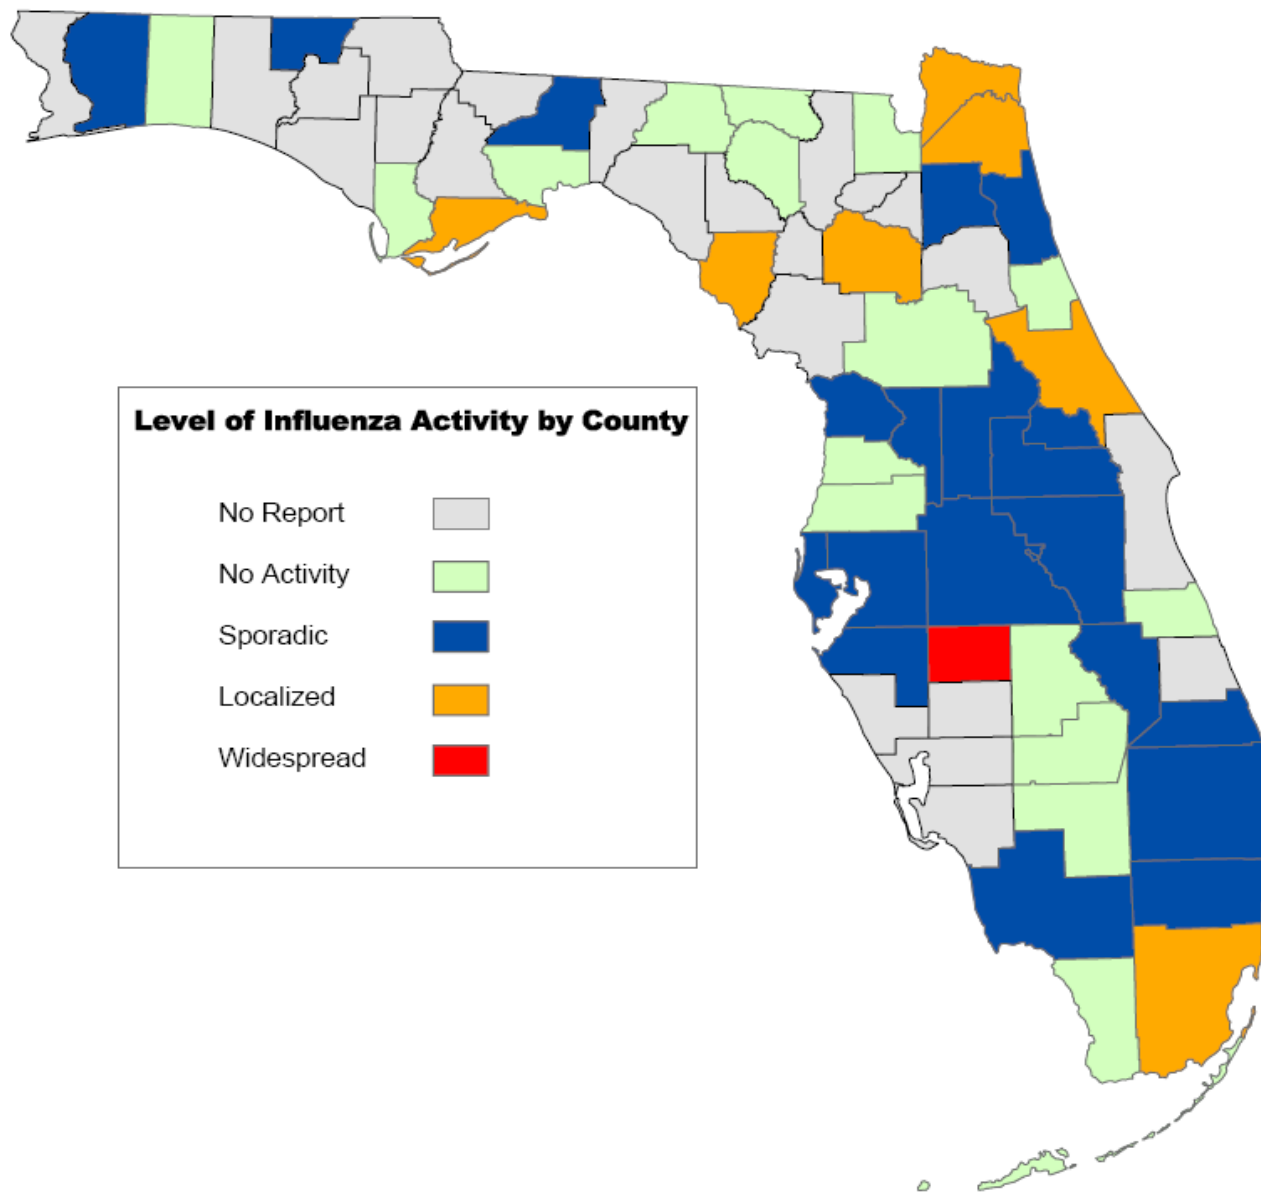 Level of Influenza Activity by County
No Report
No Activity
Sporadic
Localized
Widespread